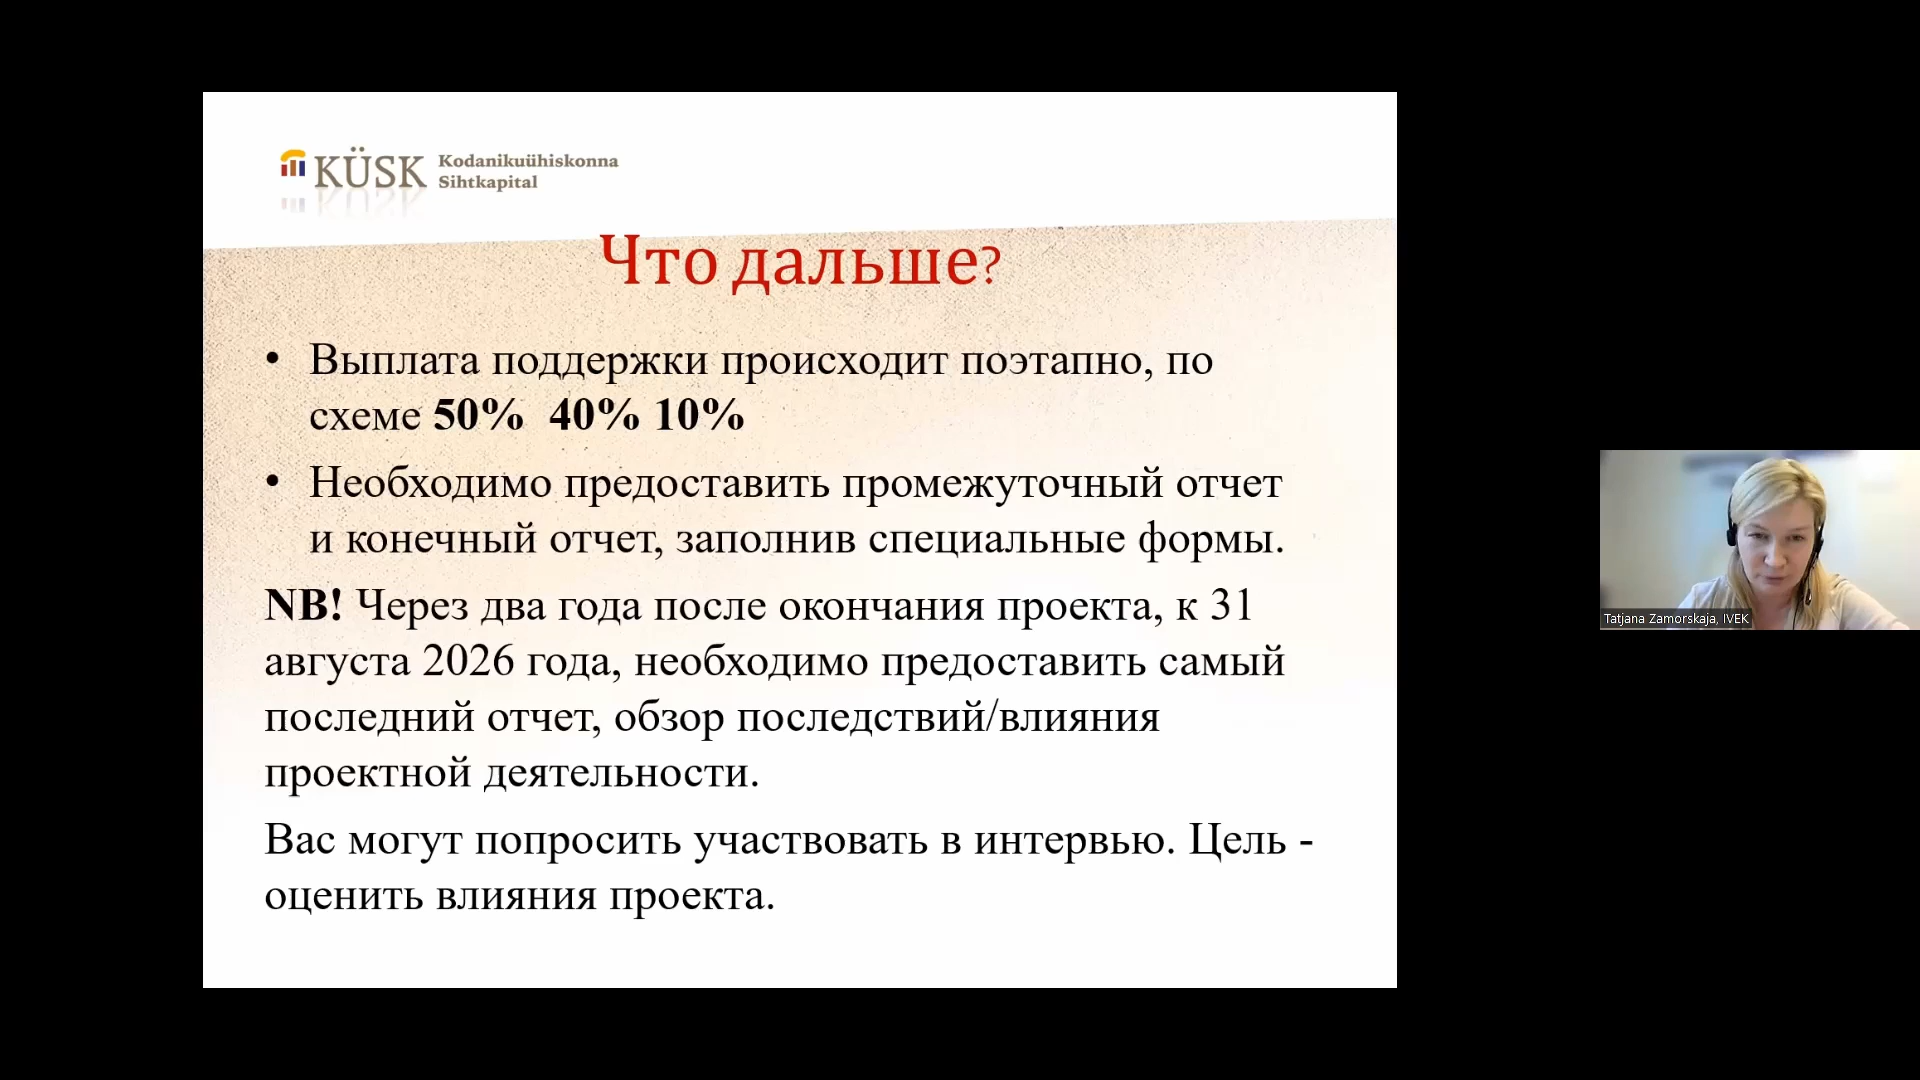 KÜSK Kodanikuühiskonna
Sihtkapital
Что дальше?
• Выплата поддержки происходит поэтапно, по
схеме 50% 40% 10%
• Необходимо предоставить промежуточный отчет
и конечный отчет, заполнив специальные формы.
NB! Через два года после окончания проекта, к 31
августа 2026 года, необходимо предоставить самый
последний отчет, обзор последствий/влияния
проектной деятельности.
Вас могут попросить участвовать в интервью. Цель -
оценить влияния проекта.
Tatjana Zamorskaja, IVEK